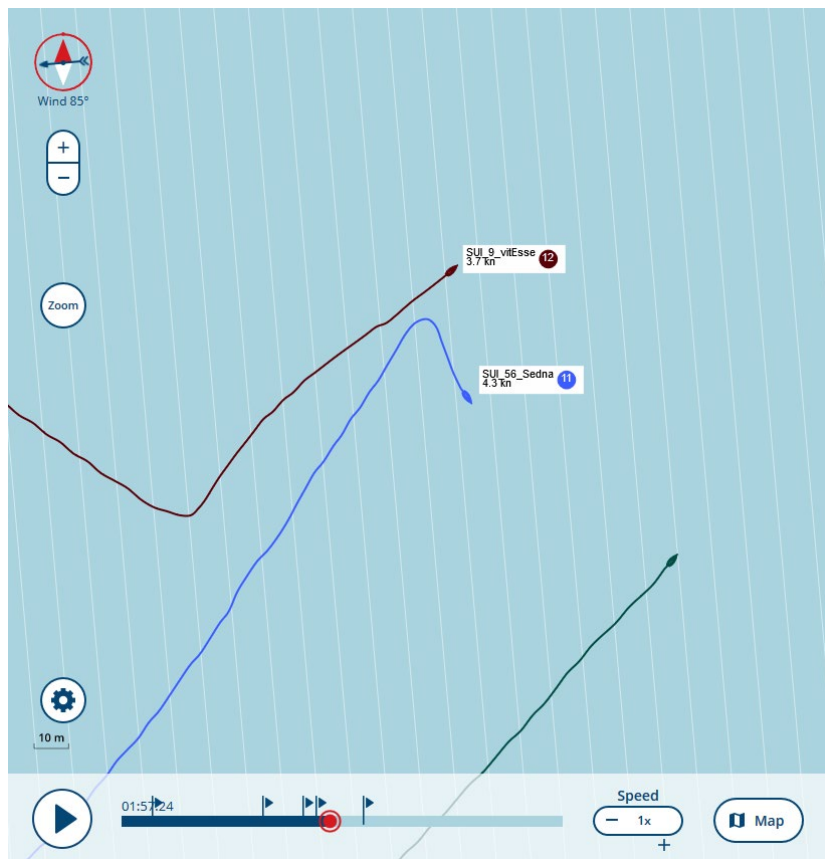 Wind 85°
+
−
SUI_9_vitEsse
3.7 kn
12
Zoom
SUI_56_Sedna
4.3 kn
11
10 m
01:57:24
Speed
− 1x
+
Map